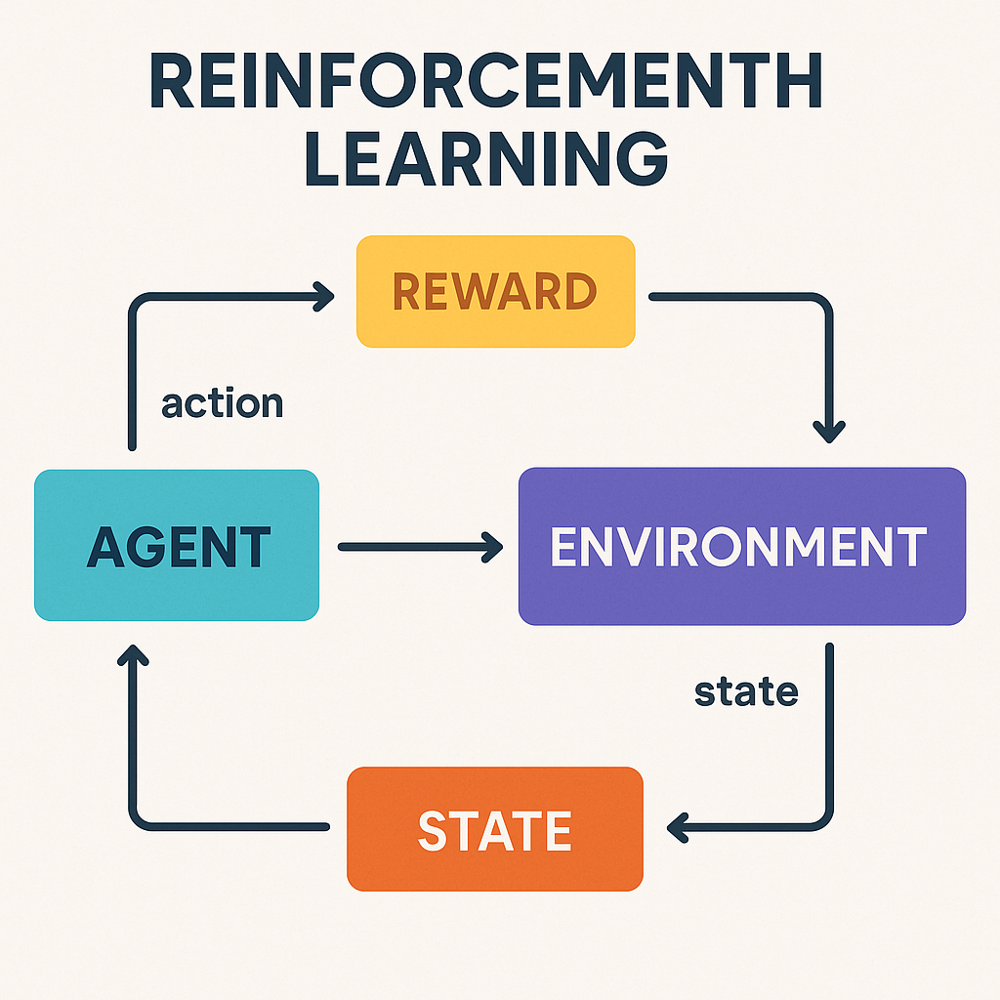 REINFORCEMENTH
LEARNING
REWARD
action
AGENT
ENVIRONMENT
state
STATE